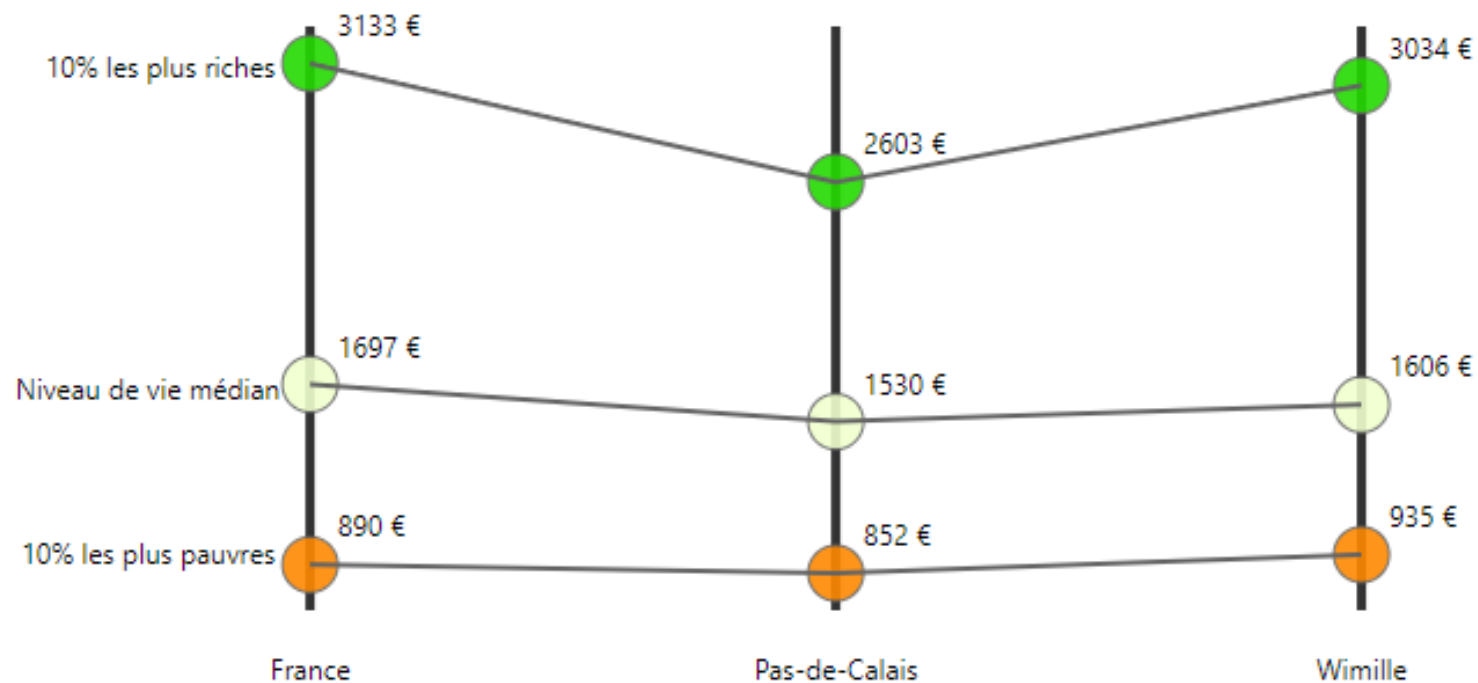 3133 €
10% les plus riches
3034 €
2603 €
1697 €
Niveau de vie médian
1530 €
1606 €
890 €
10% les plus pauvres
852 €
935 €
France
Pas-de-Calais
Wimille